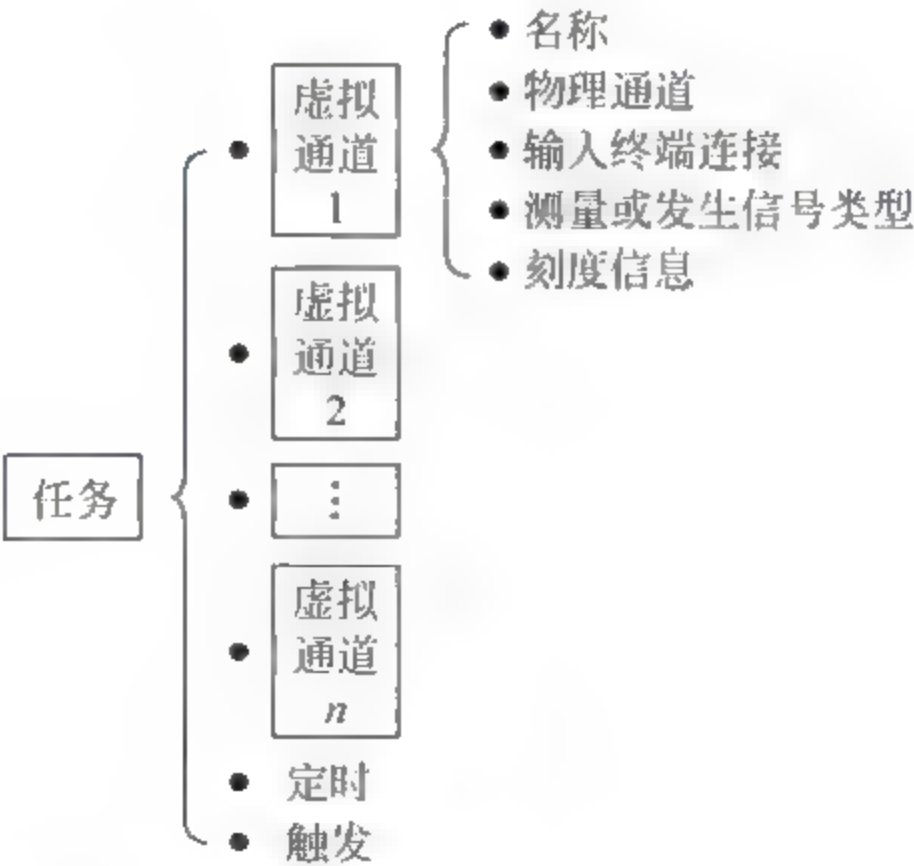 • 名称
• 物理通道
• 输入终端连接
• 测量或发生信号类型
• 刻度信息
• 虚拟
通道
1
• 虚拟
通道
2
任务
• ⋮
• 虚拟
通道
n
• 定时
• 触发